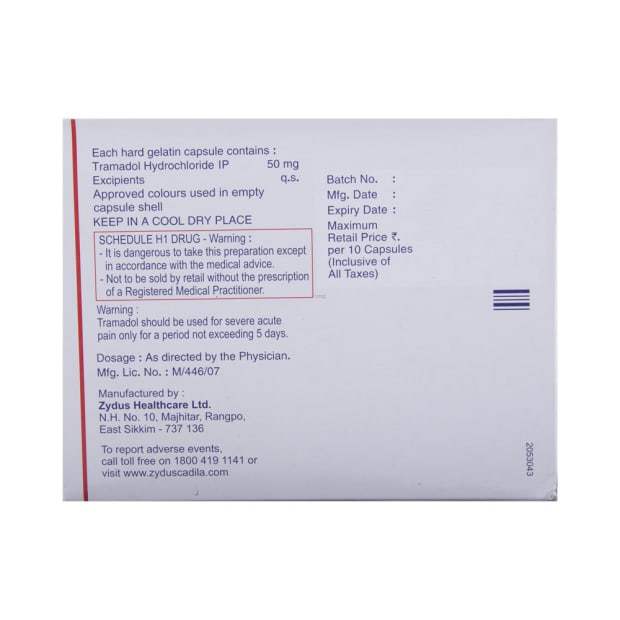 Each hard gelatin capsule contains :
Tramadol Hydrochloride IP 50 mg
Excipients q.s.
Approved colours used in empty
capsule shell
KEEP IN A COOL DRY PLACE
SCHEDULE H1 DRUG - Warning :
- It is dangerous to take this preparation except
in accordance with the medical advice.
- Not to be sold by retail without the prescription
of a Registered Medical Practitioner.
Warning :
Tramadol should be used for severe acute
pain only for a period not exceeding 5 days.
Dosage : As directed by the Physician.
Mfg. Lic. No. : M/446/07
Manufactured by :
Zydus Healthcare Ltd.
N.H. No. 10, Majhitar, Rangpo,
East Sikkim - 737 136
To report adverse events,
call toll free on 1800 419 1141 or
visit www.zyduscadila.com
Batch No. :
Mfg. Date :
Expiry Date :
Maximum
Retail Price ₹.
per 10 Capsules
(Inclusive of
All Taxes)
2053043